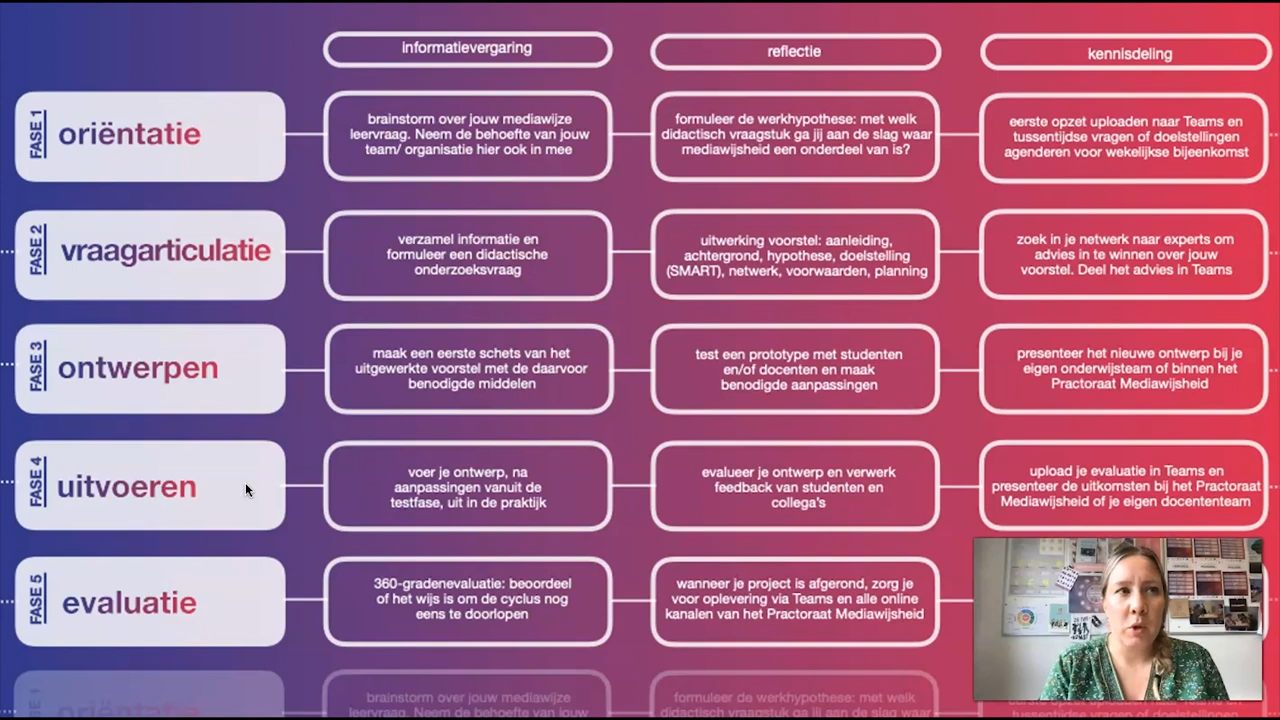 informatievergaring
reflectie
kennisdeling
FASE 1
oriëntatie
brainstorm over jouw mediawijze
leervraag. Neem de behoefte van jouw
team/ organisatie hier ook in mee
formuleer de werkhypothese: met welk
didactisch vraagstuk ga jij aan de slag waar
mediawijsheid een onderdeel van is?
eerste opzet uploaden naar Teams en
tussentijdse vragen of doelstellingen
agenderen voor wekelijkse bijeenkomst
FASE 2
vraagarticulatie
verzamel informatie en
formuleer een didactische
onderzoeksvraag
uitwerking voorstel: aanleiding,
achtergrond, hypothese, doelstelling
(SMART), netwerk, voorwaarden, planning
zoek in je netwerk naar experts om
advies in te winnen over jouw
voorstel. Deel het advies in Teams
FASE 3
ontwerpen
maak een eerste schets van het
uitgewerkte voorstel met de daarvoor
benodigde middelen
test een prototype met studenten
en/of docenten en maak
benodigde aanpassingen
presenteer het nieuwe ontwerp bij je
eigen onderwijsteam of binnen het
Practoraat Mediawijsheid
FASE 4
uitvoeren
voer je ontwerp, na
aanpassingen vanuit de
testfase, uit in de praktijk
evalueer je ontwerp en verwerk
feedback van studenten en
collega's
upload je evaluatie in Teams en
presenteer de uitkomsten bij het Practoraat
Mediawijsheid of je eigen docententeam
FASE 5
evaluatie
360-gradenevaluatie: beoordeel
of het wijs is om de cyclus nog
eens te doorlopen
wanneer je project is afgerond, zorg je
voor oplevering via Teams en alle online
kanalen van het Practoraat Mediawijsheid
oriëntatie
brainstorm over jouw mediawijze
leervraag. Neem de behoefte van jouw
formuleer de werkhypothese: met welk
didactisch vraagstuk ga jij aan de slag waar
tussentijdse vragen of doelstellingen